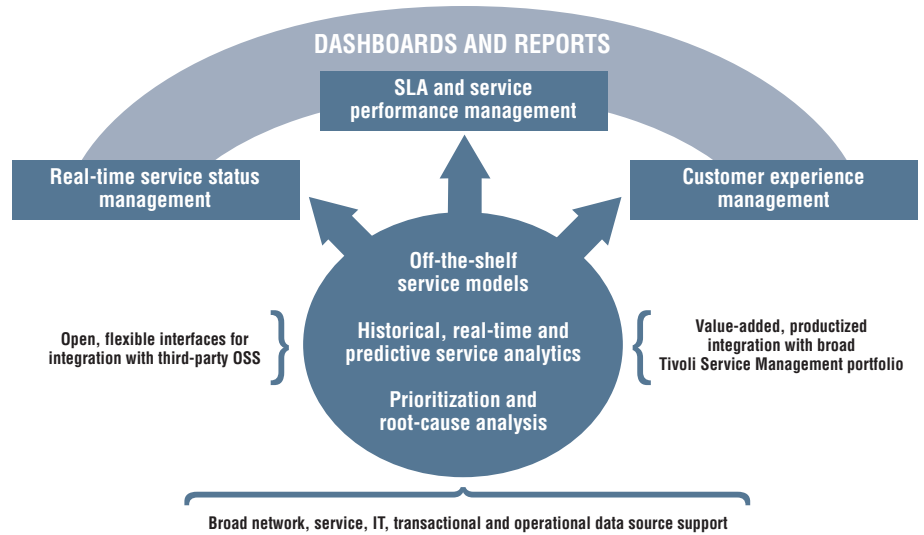 DASHBOARDS AND REPORTS
SLA and service
performance management
Real-time service status
management
Customer experience
management
Off-the-shelf
service models
Historical, real-time and
predictive service analytics
Prioritization and
root-cause analysis
Open, flexible interfaces for
integration with third-party OSS
Value-added, productized
integration with broad
Tivoli Service Management portfolio
Broad network, service, IT, transactional and operational data source support